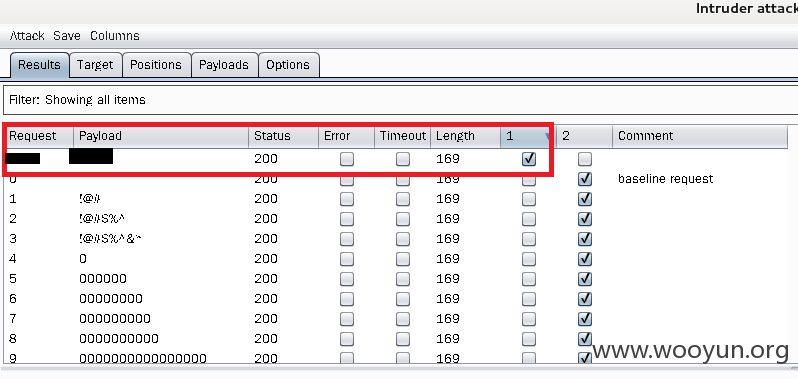 Intruder attack
Attack Save Columns
Results Target Positions Payloads Options
Filter: Showing all items
Request Payload Status Error Timeout Length 1 2 Comment
200 169
0 200 169 baseline request
1 !@# 200 169
2 !@#$%^ 200 169
3 !@#$%^&* 200 169
4 0 200 169
5 000000 200 169
6 00000000 200 169
7 000000000 200 169
8 0000000000 200 169
9 0000000000000000 200 169
www.wooyun.org